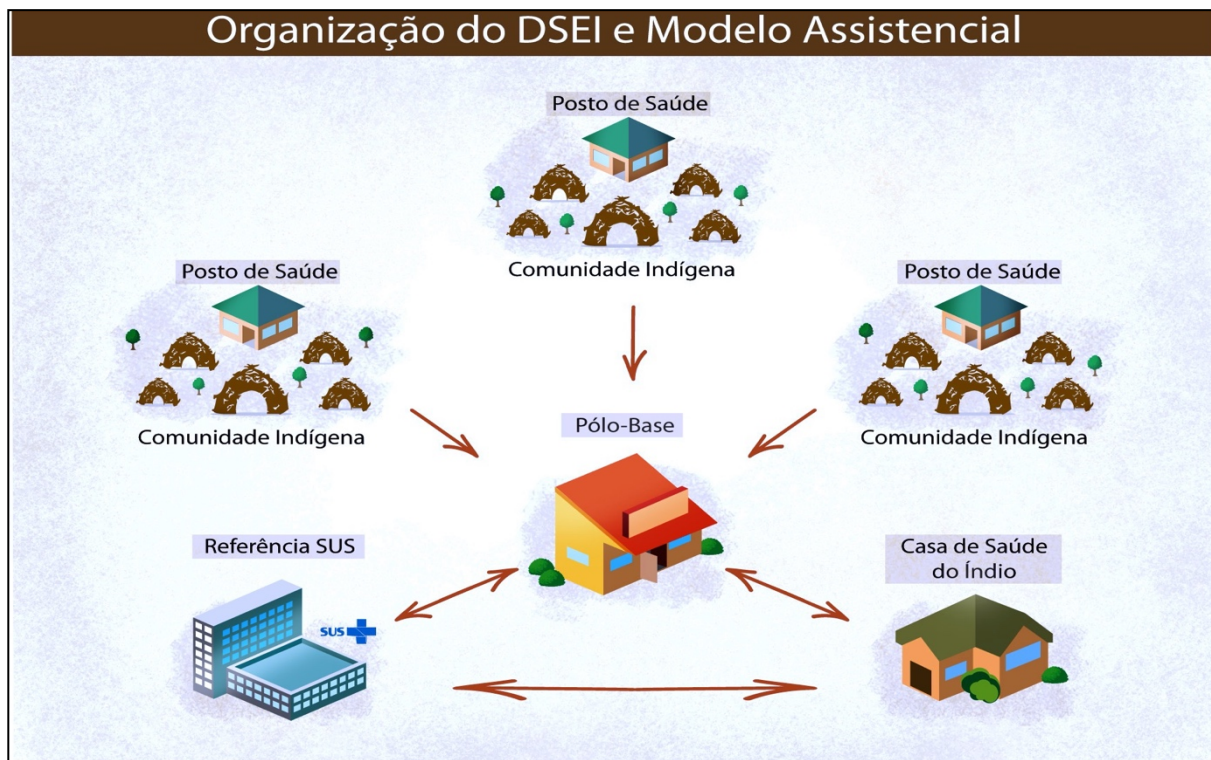 Organização do DSEI e Modelo Assistencial
Posto de Saúde
Comunidade Indígena
Posto de Saúde
Comunidade Indígena
Posto de Saúde
Comunidade Indígena
Pólo-Base
Referência SUS
SUS
Casa de Saúde
do Índio